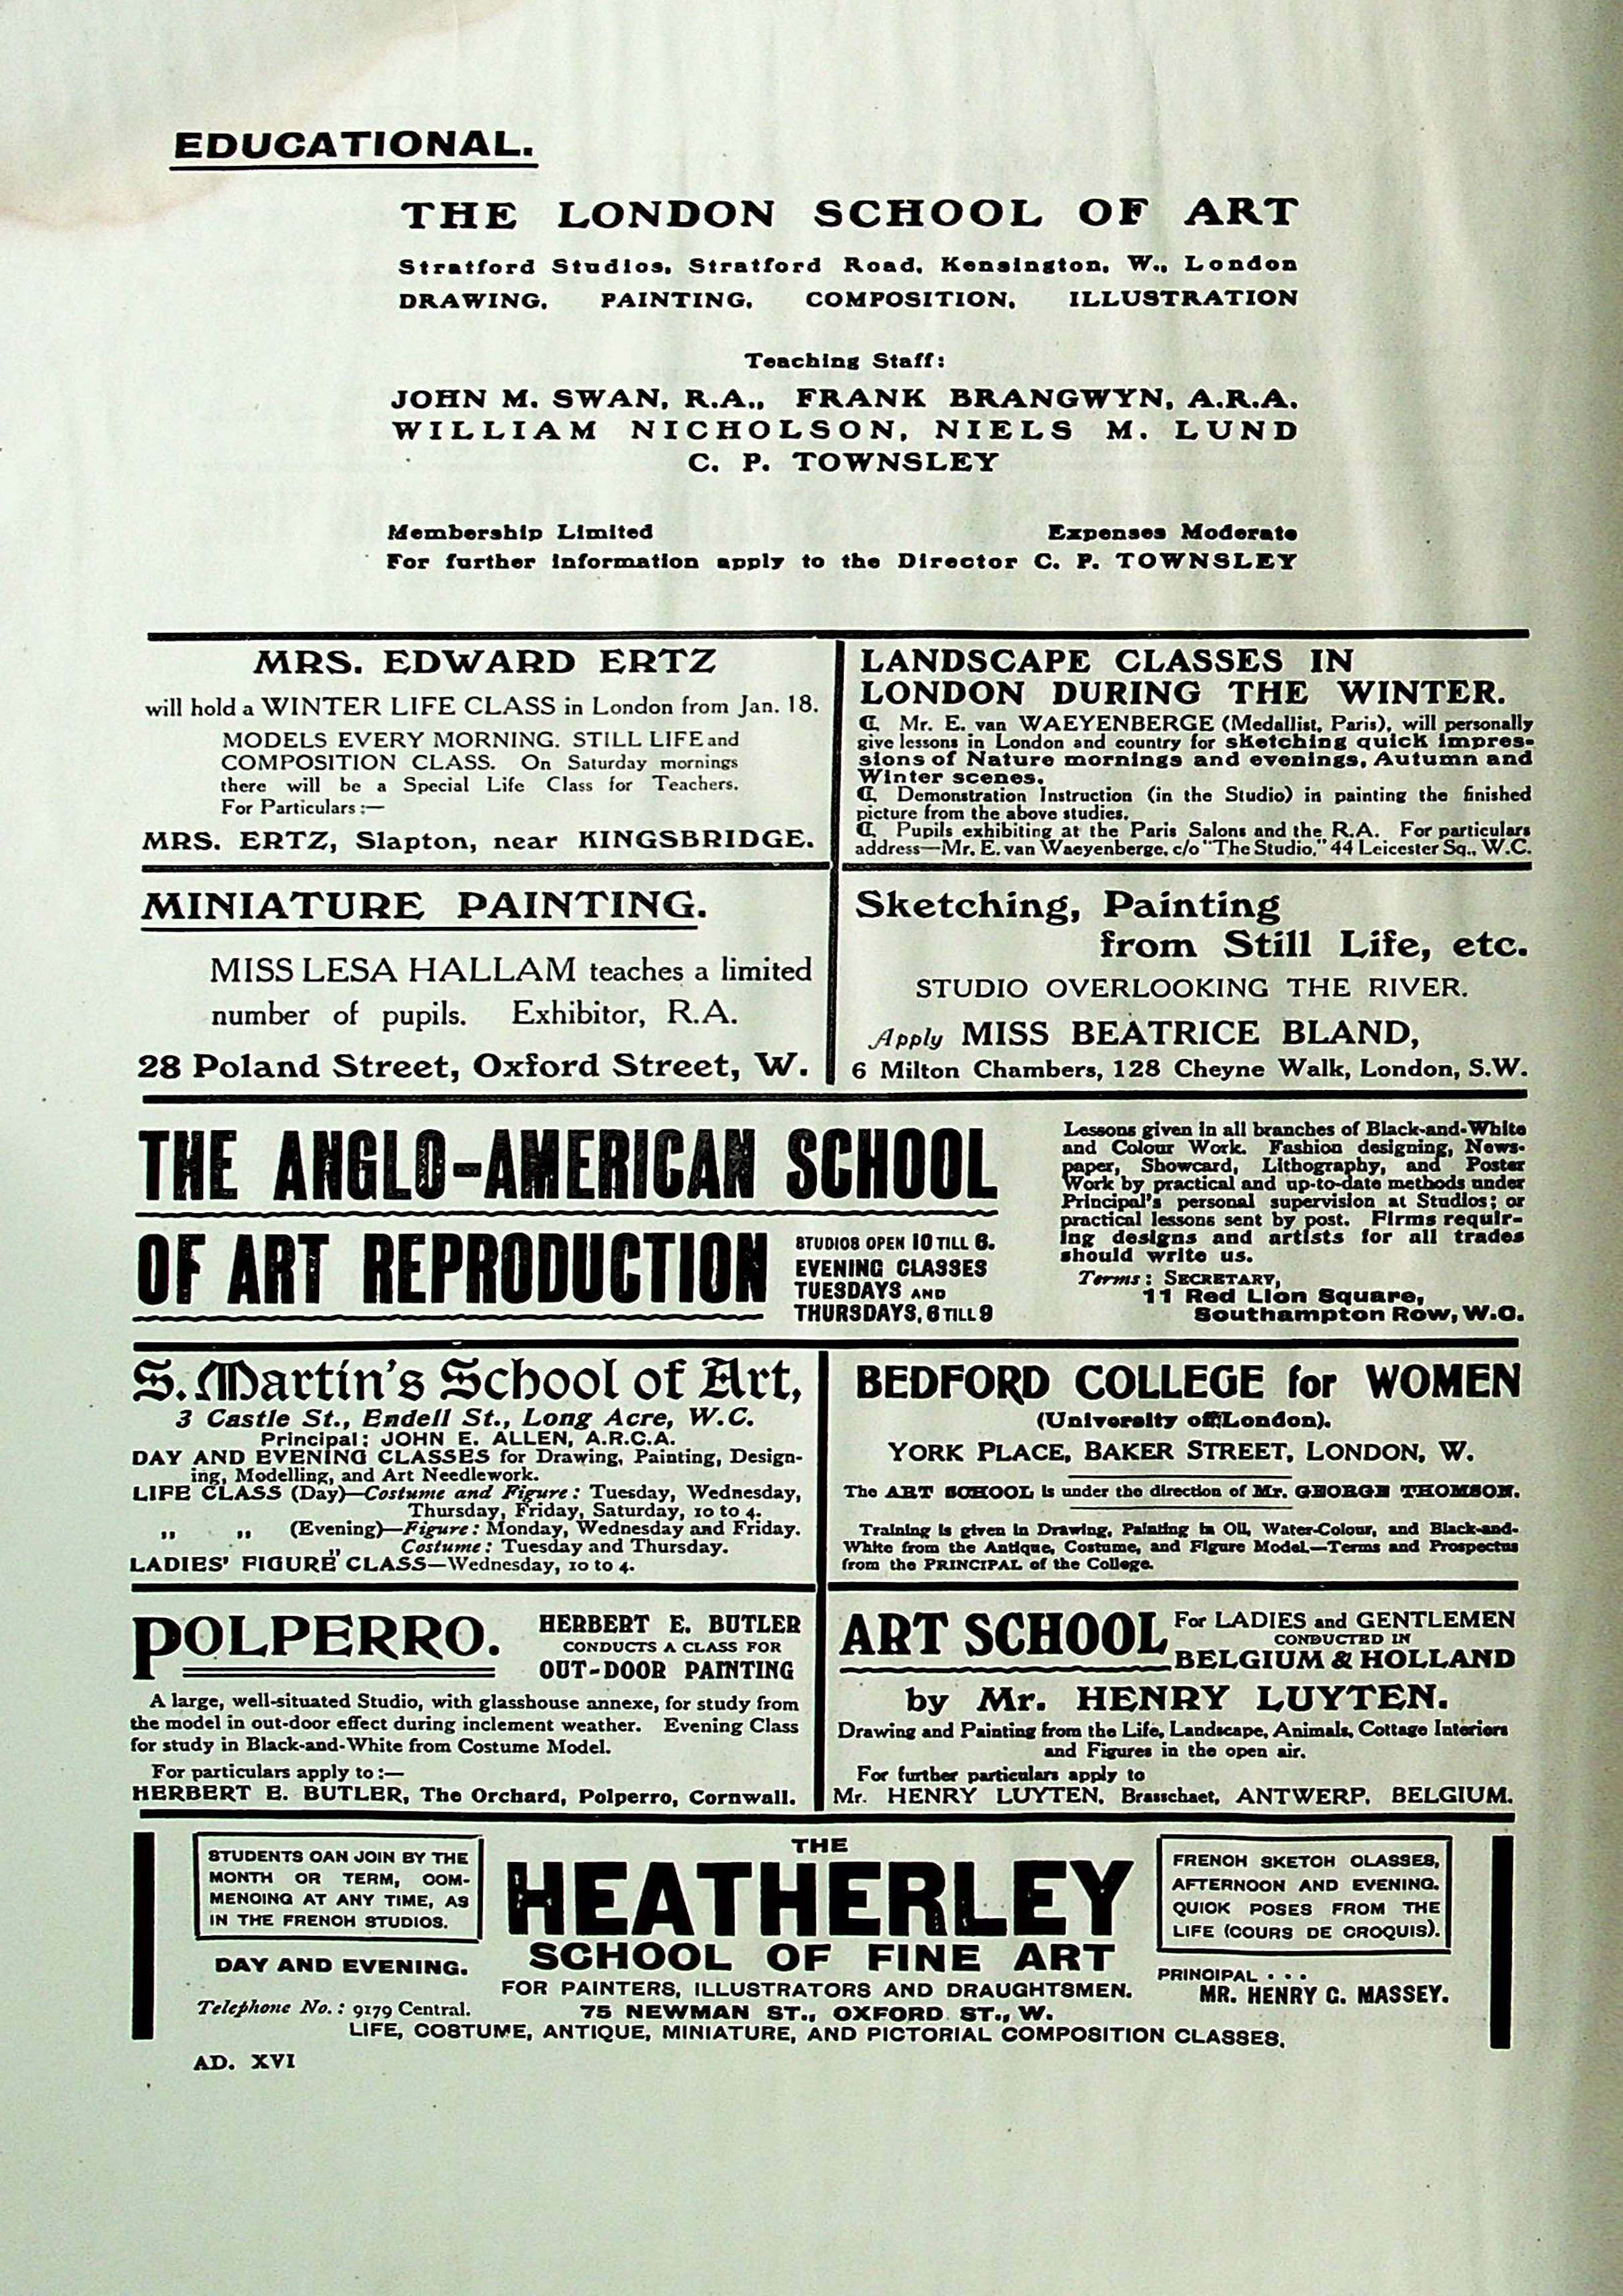 EDUCATIONAL.
THE LONDON SCHOOL OF ART
Stratford Studios, Stratford Road, Kensington, W., London
DRAWING, PAINTING, COMPOSITION, ILLUSTRATION
Teaching Staff:
JOHN M. SWAN, R.A., FRANK BRANGWYN, A.R.A.
WILLIAM NICHOLSON, NIELS M. LUND
C. P. TOWNSLEY
Membership Limited Expenses Moderate
For further information apply to the Director C. P. TOWNSLEY
MRS. EDWARD ERTZ
will hold a WINTER LIFE CLASS in London from Jan. 18.
MODELS EVERY MORNING. STILL LIFE and
COMPOSITION CLASS. On Saturday mornings
there will be a Special Life Class for Teachers.
For Particulars:—
MRS. ERTZ, Slapton, near KINGSBRIDGE.
LANDSCAPE CLASSES IN
LONDON DURING THE WINTER.
Mr. E. van WAEYENBERGE (Medallist, Paris), will personally
give lessons in London and country for sketching quick impres-
sions of Nature mornings and evenings, Autumn and
Winter scenes.
Demonstration Instruction (in the Studio) in painting the finished
picture from the above studies.
Pupils exhibiting at the Paris Salons and the R.A. For particulars
address—Mr. E. van Waeyenberge, c/o "The Studio," 44 Leicester Sq., W.C.
MINIATURE PAINTING.
MISS LESA HALLAM teaches a limited
number of pupils. Exhibitor, R.A.
28 Poland Street, Oxford Street, W.
Sketching, Painting
from Still Life, etc.
STUDIO OVERLOOKING THE RIVER.
Apply MISS BEATRICE BLAND,
6 Milton Chambers, 128 Cheyne Walk, London, S.W.
THE ANGLO-AMERICAN SCHOOL
OF ART REPRODUCTION
STUDIOS OPEN 10 TILL 6.
EVENING CLASSES
TUESDAYS AND
THURSDAYS, 6 TILL 9
Lessons given in all branches of Black-and-White
and Colour Work. Fashion designing, News-
paper, Showcard, Lithography, and Poster
Work by practical and up-to-date methods under
Principal's personal supervision at Studios; or
practical lessons sent by post. Firms requir-
ing designs and artists for all trades
should write us.
Terms: SECRETARY,
11 Red Lion Square,
Southampton Row, W.C.
S. Martin's School of Art,
3 Castle St., Endell St., Long Acre, W.C.
Principal: JOHN E. ALLEN, A.R.C.A.
DAY AND EVENING CLASSES for Drawing, Painting, Design-
ing, Modelling, and Art Needlework.
LIFE CLASS (Day)—Costume and Figure: Tuesday, Wednesday,
Thursday, Friday, Saturday, 10 to 4.
„ „ (Evening)—Figure: Monday, Wednesday and Friday.
„ Costume: Tuesday and Thursday.
LADIES' FIGURE CLASS—Wednesday, 10 to 4.
BEDFORD COLLEGE for WOMEN
(University of London).
YORK PLACE, BAKER STREET, LONDON, W.
The ART SCHOOL is under the direction of Mr. GEORGE THOMSON.
Training is given in Drawing, Painting in Oil, Water-Colour, and Black-and-
White from the Antique, Costume, and Figure Model.—Terms and Prospectus
from the PRINCIPAL of the College.
POLPERRO.
HERBERT E. BUTLER
CONDUCTS A CLASS FOR
OUT-DOOR PAINTING
A large, well-situated Studio, with glasshouse annexe, for study from
the model in out-door effect during inclement weather. Evening Class
for study in Black-and-White from Costume Model.
For particulars apply to:—
HERBERT E. BUTLER, The Orchard, Polperro, Cornwall.
ART SCHOOL For LADIES and GENTLEMEN
CONDUCTED IN
BELGIUM & HOLLAND
by Mr. HENRY LUYTEN.
Drawing and Painting from the Life, Landscape, Animals, Cottage Interiors
and Figures in the open air.
For further particulars apply to
Mr. HENRY LUYTEN, Brasschaet, ANTWERP, BELGIUM.
STUDENTS CAN JOIN BY THE
MONTH OR TERM, COM-
MENCING AT ANY TIME, AS
IN THE FRENCH STUDIOS.
DAY AND EVENING.
Telephone No.: 9179 Central.
THE
HEATHERLEY
SCHOOL OF FINE ART
FOR PAINTERS, ILLUSTRATORS AND DRAUGHTSMEN.
75 NEWMAN ST., OXFORD ST., W.
FRENCH SKETCH CLASSES,
AFTERNOON AND EVENING.
QUICK POSES FROM THE
LIFE (COURS DE CROQUIS).
PRINCIPAL . . .
MR. HENRY G. MASSEY.
LIFE, COSTUME, ANTIQUE, MINIATURE, AND PICTORIAL COMPOSITION CLASSES.
AD. XVI